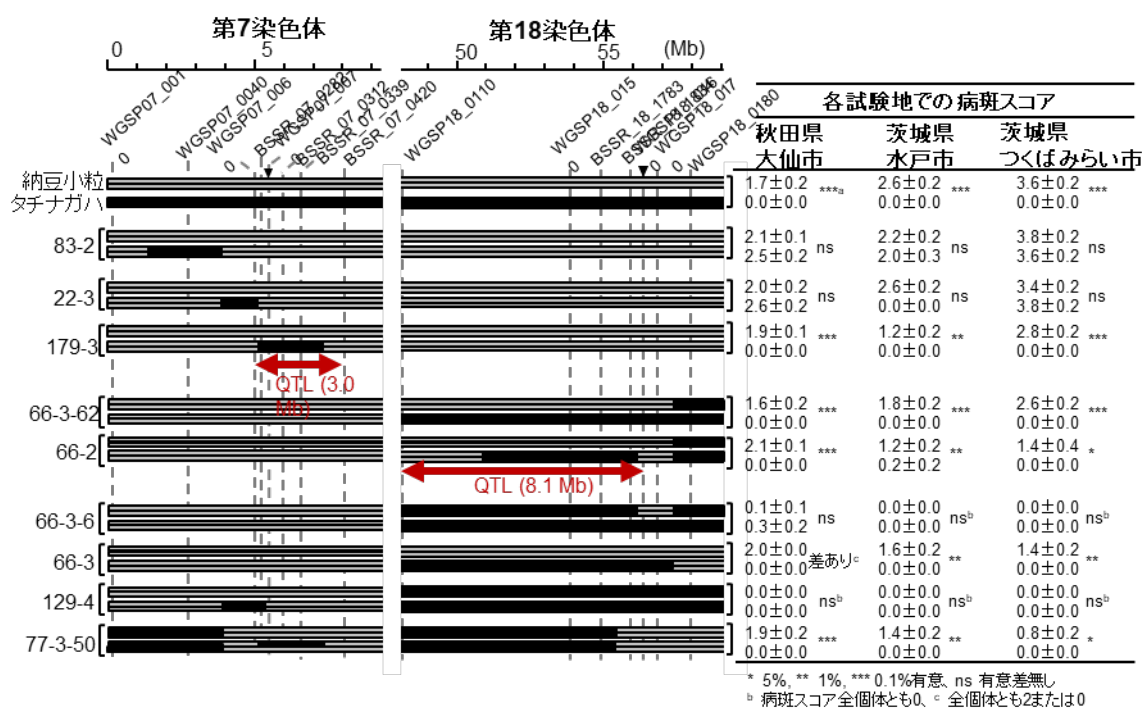 第7染色体 第18染色体
0 5 50 55 (Mb)
WGSP07_001
0
WGSP07_0040
WGSP07_006
0
BSSR_07_0282
WGSP07_007
BSSR_07_0312
0
BSSR_07_0339
BSSR_07_0420
WGSP18_0110
WGSP18_015
0
BSSR_18_1783
0
WGSP18_017
0
WGSP18_0180
各試験地での病斑スコア
秋田県 茨城県 茨城県
大仙市 水戸市 つくばみらい市
納豆小粒 1.7±0.2 ***a 2.6±0.2 *** 3.6±0.2 ***
タチナガハ 0.0±0.0 0.0±0.0 0.0±0.0
83-2 2.1±0.1 ns 2.2±0.2 ns 3.8±0.2 ns
2.5±0.2 2.0±0.3 3.6±0.2
22-3 2.0±0.2 ns 2.6±0.2 ns 3.4±0.2 ns
2.6±0.2 0.0±0.0 3.8±0.2
179-3 1.9±0.1 *** 1.2±0.2 ** 2.8±0.2 ***
0.0±0.0 0.0±0.0 0.0±0.0
QTL (3.0
Mb)
66-3-62 1.6±0.2 *** 1.8±0.2 *** 2.6±0.2 ***
0.0±0.0 0.0±0.0 0.0±0.0
66-2 2.1±0.1 *** 1.2±0.2 ** 1.4±0.4 *
0.0±0.0 0.2±0.2 0.0±0.0
QTL (8.1 Mb)
66-3-6 0.1±0.1 ns 0.0±0.0 nsb 0.0±0.0 nsb
0.3±0.2 0.0±0.0 0.0±0.0
66-3 2.0±0.0 差ありc 1.6±0.2 ** 1.4±0.2 **
0.0±0.0 0.0±0.0 0.0±0.0
129-4 0.0±0.0 nsb 0.0±0.0 nsb 0.0±0.0 nsb
0.0±0.0 0.0±0.0 0.0±0.0
77-3-50 1.9±0.2 *** 1.4±0.2 ** 0.8±0.2 *
0.0±0.0 0.0±0.0 0.0±0.0
* 5%, ** 1%, *** 0.1%有意、ns 有意差無し
b 病斑スコア全個体とも0、c 全個体とも2または0